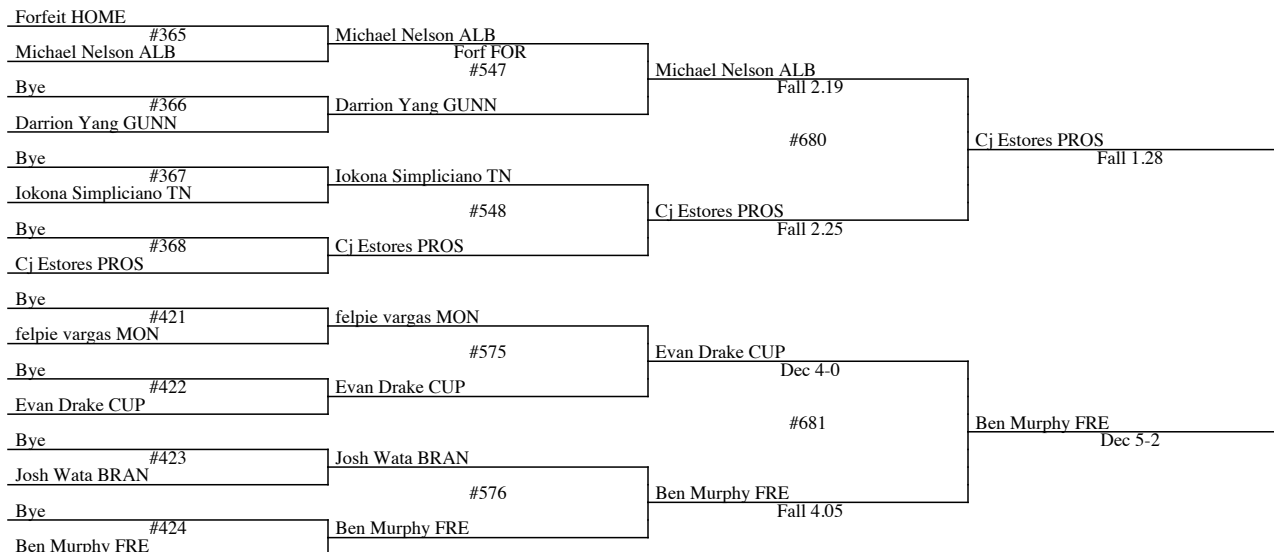 Forfeit HOME
#365
Michael Nelson ALB
Bye
#366
Darrion Yang GUNN
Bye
#367
Iokona Simpliciano TN
Bye
#368
Cj Estores PROS
Bye
#421
felpie vargas MON
Bye
#422
Evan Drake CUP
Bye
#423
Josh Wata BRAN
Bye
#424
Ben Murphy FRE
Michael Nelson ALB
Forf FOR
#547
Darrion Yang GUNN
Iokona Simpliciano TN
#548
Cj Estores PROS
felpie vargas MON
#575
Evan Drake CUP
Josh Wata BRAN
#576
Ben Murphy FRE
Michael Nelson ALB
Fall 2.19
#680
Cj Estores PROS
Fall 2.25
Evan Drake CUP
Dec 4-0
#681
Ben Murphy FRE
Fall 4.05
Cj Estores PROS
Fall 1.28
Ben Murphy FRE
Dec 5-2